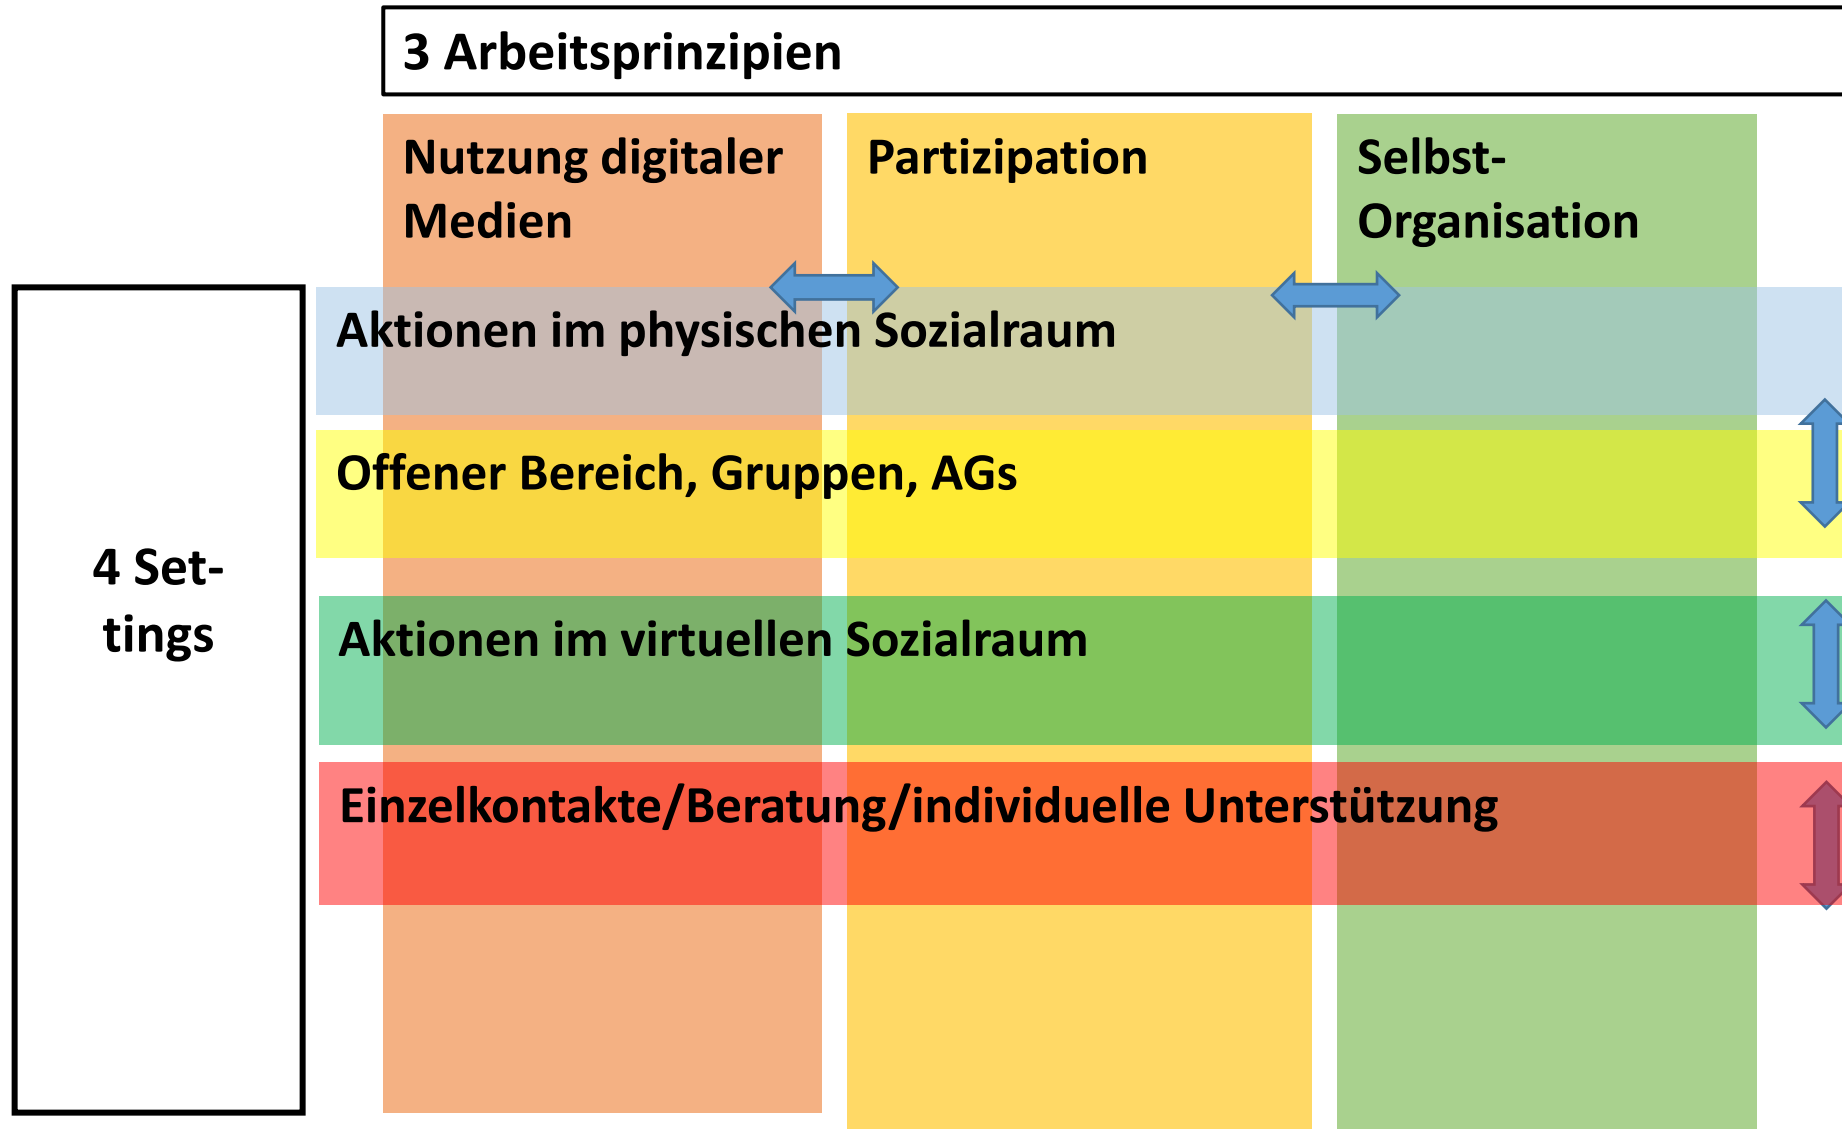 3 Arbeitsprinzipien
Nutzung digitaler
Medien
Partizipation
Selbst-
Organisation
4 Set-
tings
Aktionen im physischen Sozialraum
Offener Bereich, Gruppen, AGs
Aktionen im virtuellen Sozialraum
Einzelkontakte/Beratung/individuelle Unterstützung